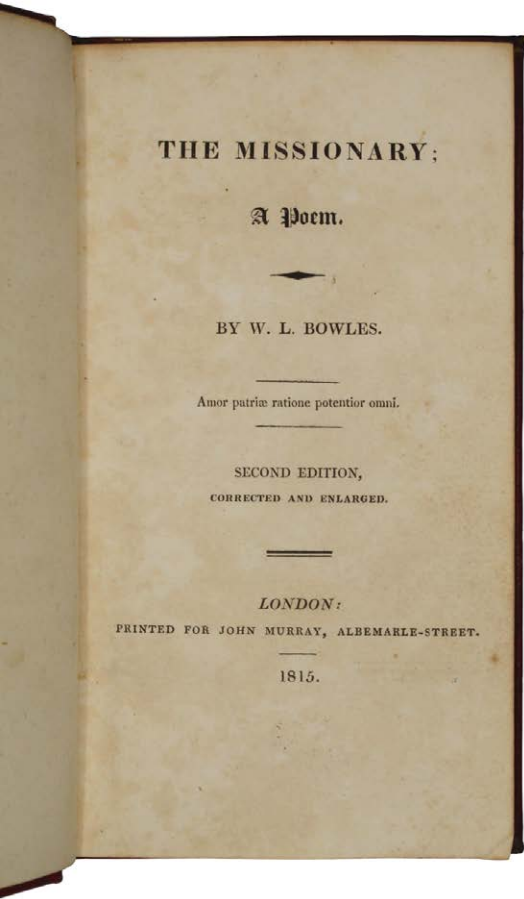 THE MISSIONARY;
A Poem.
BY W. L. BOWLES.
Amor patriæ ratione potentior omni.
SECOND EDITION,
CORRECTED AND ENLARGED.
LONDON:
PRINTED FOR JOHN MURRAY, ALBEMARLE-STREET.
1815.